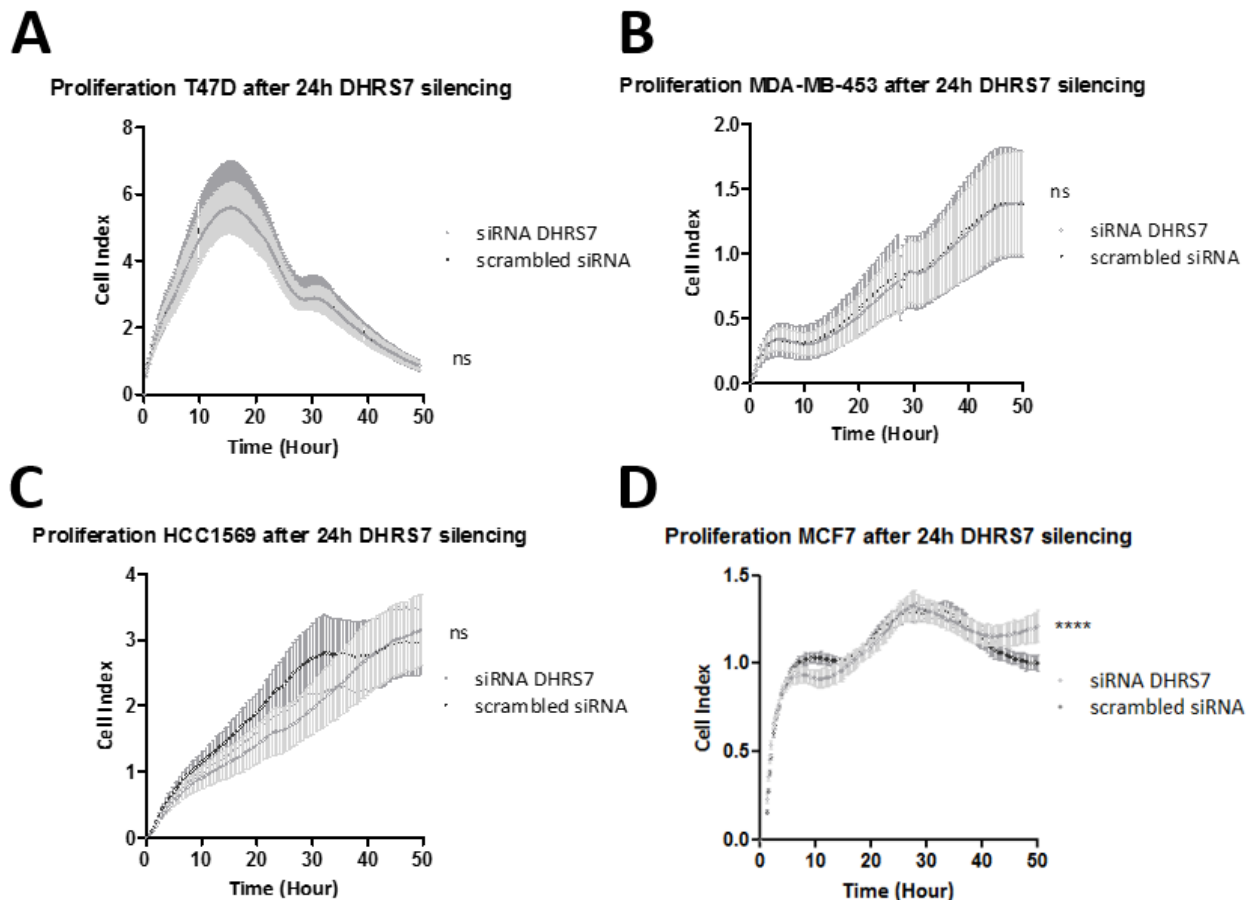 A
Proliferation T47D after 24h DHRS7 silencing
8
6
4
2
0
Cell Index
0 10 20 30 40 50
Time (Hour)
siRNA DHRS7
scrambled siRNA
ns
B
Proliferation MDA-MB-453 after 24h DHRS7 silencing
2.0
1.5
1.0
0.5
0.0
Cell Index
0 10 20 30 40 50
Time (Hour)
ns
siRNA DHRS7
scrambled siRNA
C
Proliferation HCC1569 after 24h DHRS7 silencing
4
3
2
1
0
Cell Index
0 10 20 30 40 50
Time (Hour)
ns
siRNA DHRS7
scrambled siRNA
D
Proliferation MCF7 after 24h DHRS7 silencing
1.5
1.0
0.5
0.0
Cell Index
0 10 20 30 40 50
Time (Hour)
****
siRNA DHRS7
scrambled siRNA